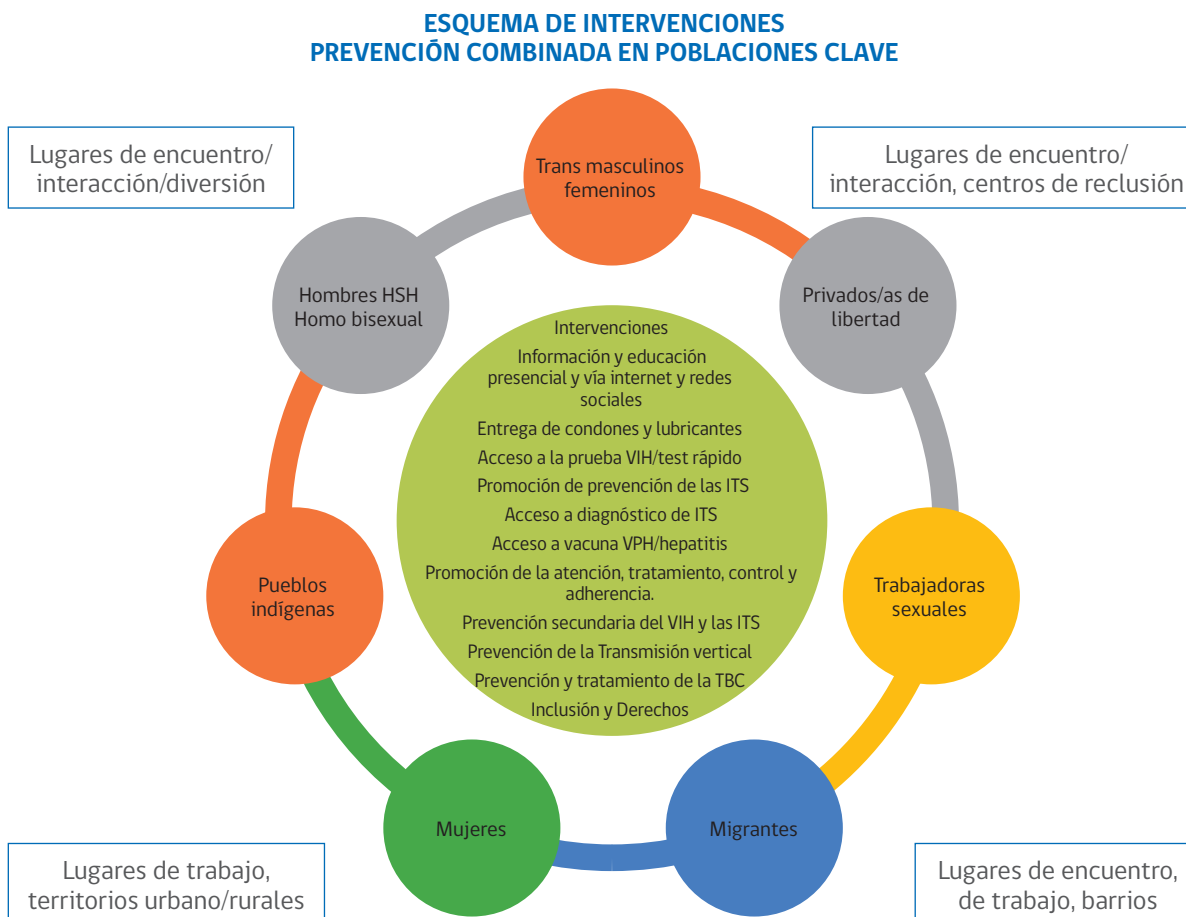 ESQUEMA DE INTERVENCIONES
PREVENCIÓN COMBINADA EN POBLACIONES CLAVE
Lugares de encuentro/
interacción/diversión
Trans masculinos
femeninos
Lugares de encuentro/
interacción, centros de reclusión
Hombres HSH
Homo bisexual
Privados/as de
libertad
Intervenciones
Información y educación
presencial y vía internet y redes
sociales
Entrega de condones y lubricantes
Acceso a la prueba VIH/test rápido
Promoción de prevención de las ITS
Acceso a diagnóstico de ITS
Acceso a vacuna VPH/hepatitis
Promoción de la atención, tratamiento, control y
adherencia.
Prevención secundaria del VIH y las ITS
Prevención de la Transmisión vertical
Prevención y tratamiento de la TBC
Inclusión y Derechos
Pueblos
indígenas
Trabajadoras
sexuales
Mujeres
Migrantes
Lugares de trabajo,
territorios urbano/rurales
Lugares de encuentro,
de trabajo, barrios